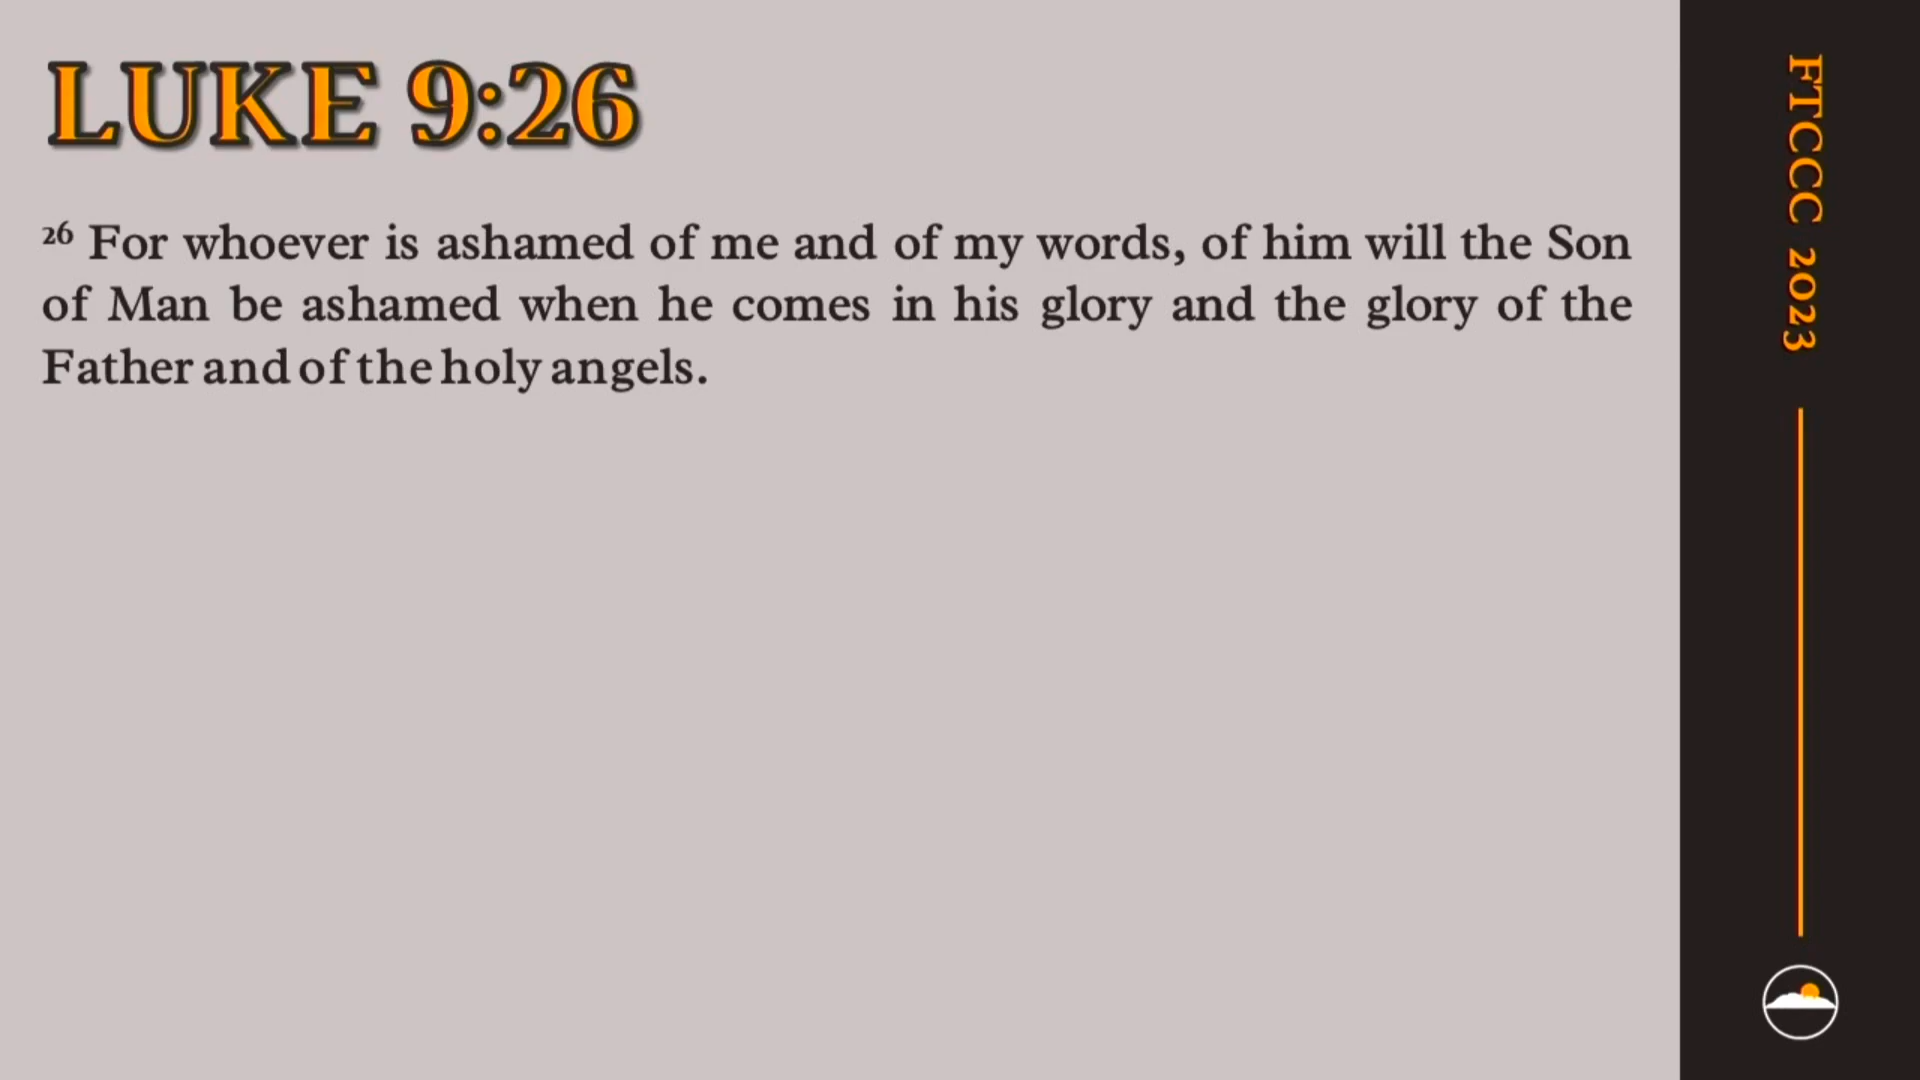 LUKE 9:26
²⁶ For whoever is ashamed of me and of my words, of him will the Son
of Man be ashamed when he comes in his glory and the glory of the
Father and of the holy angels.
FTCCC 2023